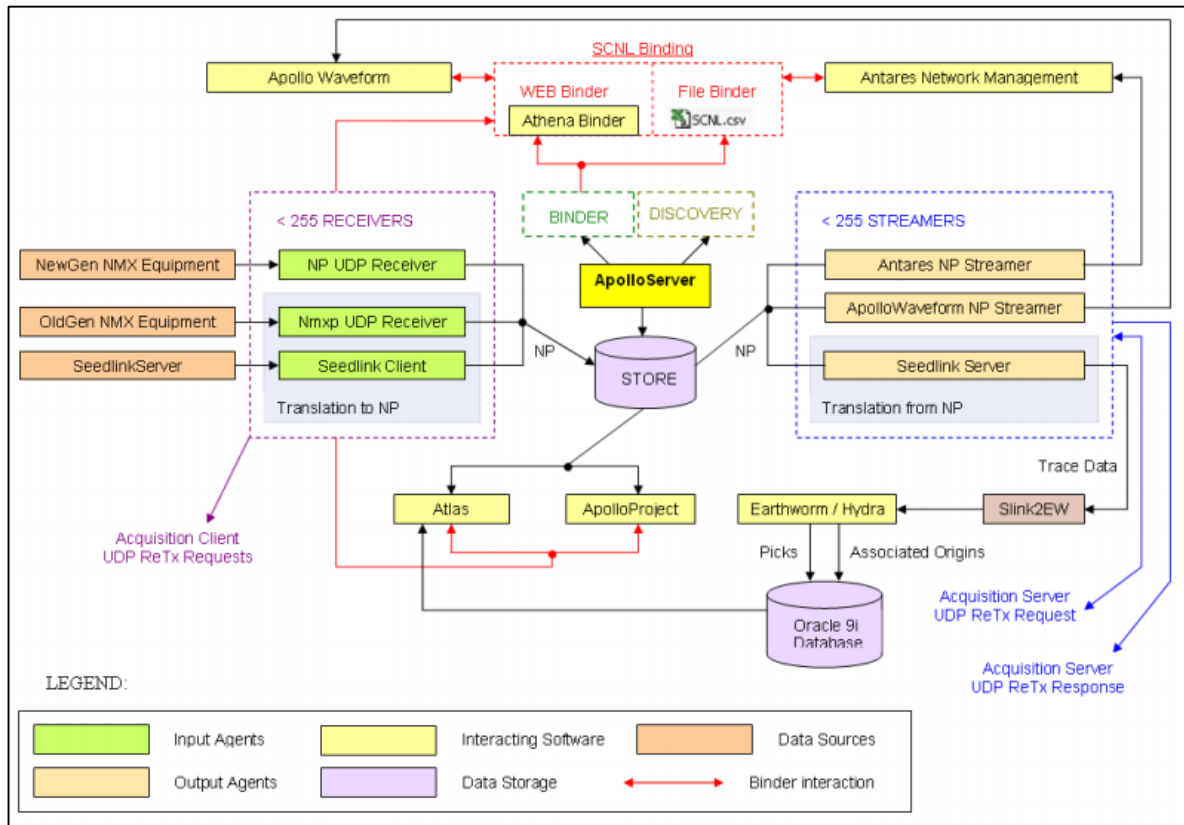 SCNL Binding
Apollo Waveform
Antares Network Management
WEB Binder
File Binder
Athena Binder
SCNL.csv
< 255 RECEIVERS
BINDER
DISCOVERY
< 255 STREAMERS
NewGen NMX Equipment
NP UDP Receiver
ApolloServer
Antares NP Streamer
OldGen NMX Equipment
Nmxp UDP Receiver
ApolloWaveform NP Streamer
SeedlinkServer
Seedlink Client
NP
STORE
NP
Seedlink Server
Translation to NP
Translation from NP
Trace Data
Atlas
ApolloProject
Earthworm / Hydra
Slink2EW
Acquisition Client
UDP ReTx Requests
Picks
Associated Origins
Acquisition Server
UDP ReTx Request
Oracle 9i
Database
Acquisition Server
UDP ReTx Response
LEGEND:
Input Agents
Interacting Software
Data Sources
Output Agents
Data Storage
Binder interaction